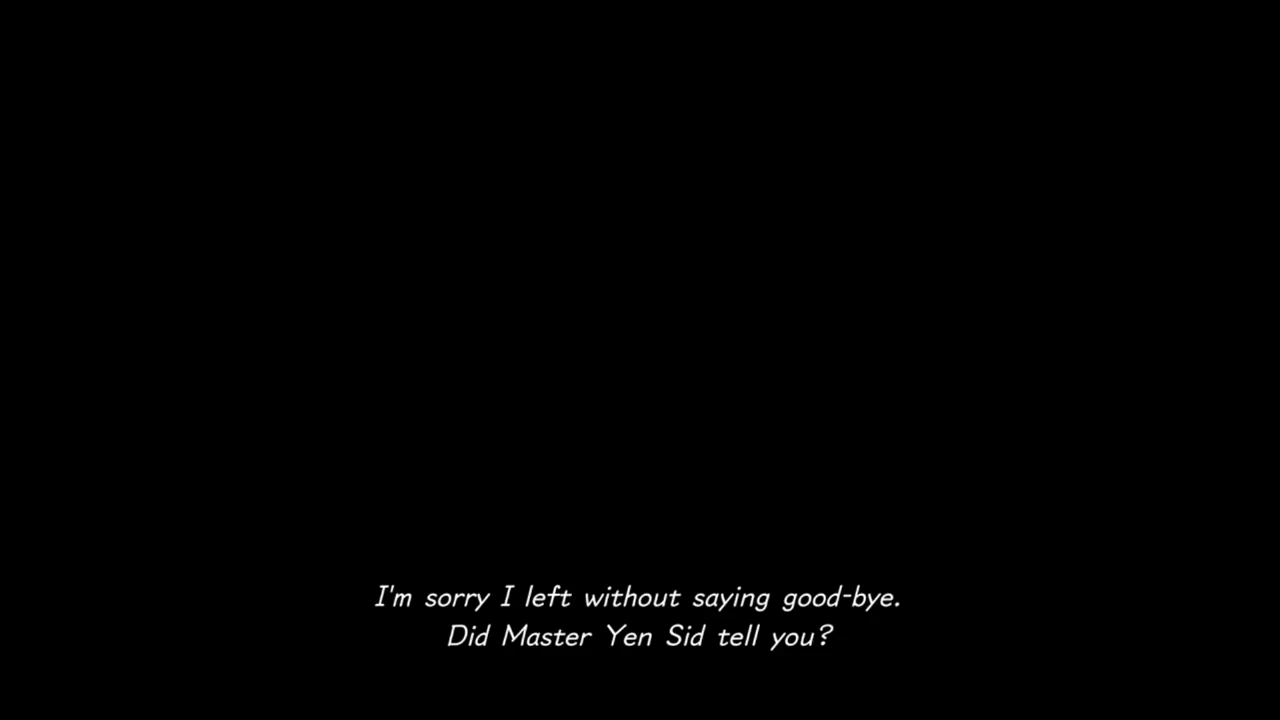 I'm sorry I left without saying good-bye.
Did Master Yen Sid tell you?